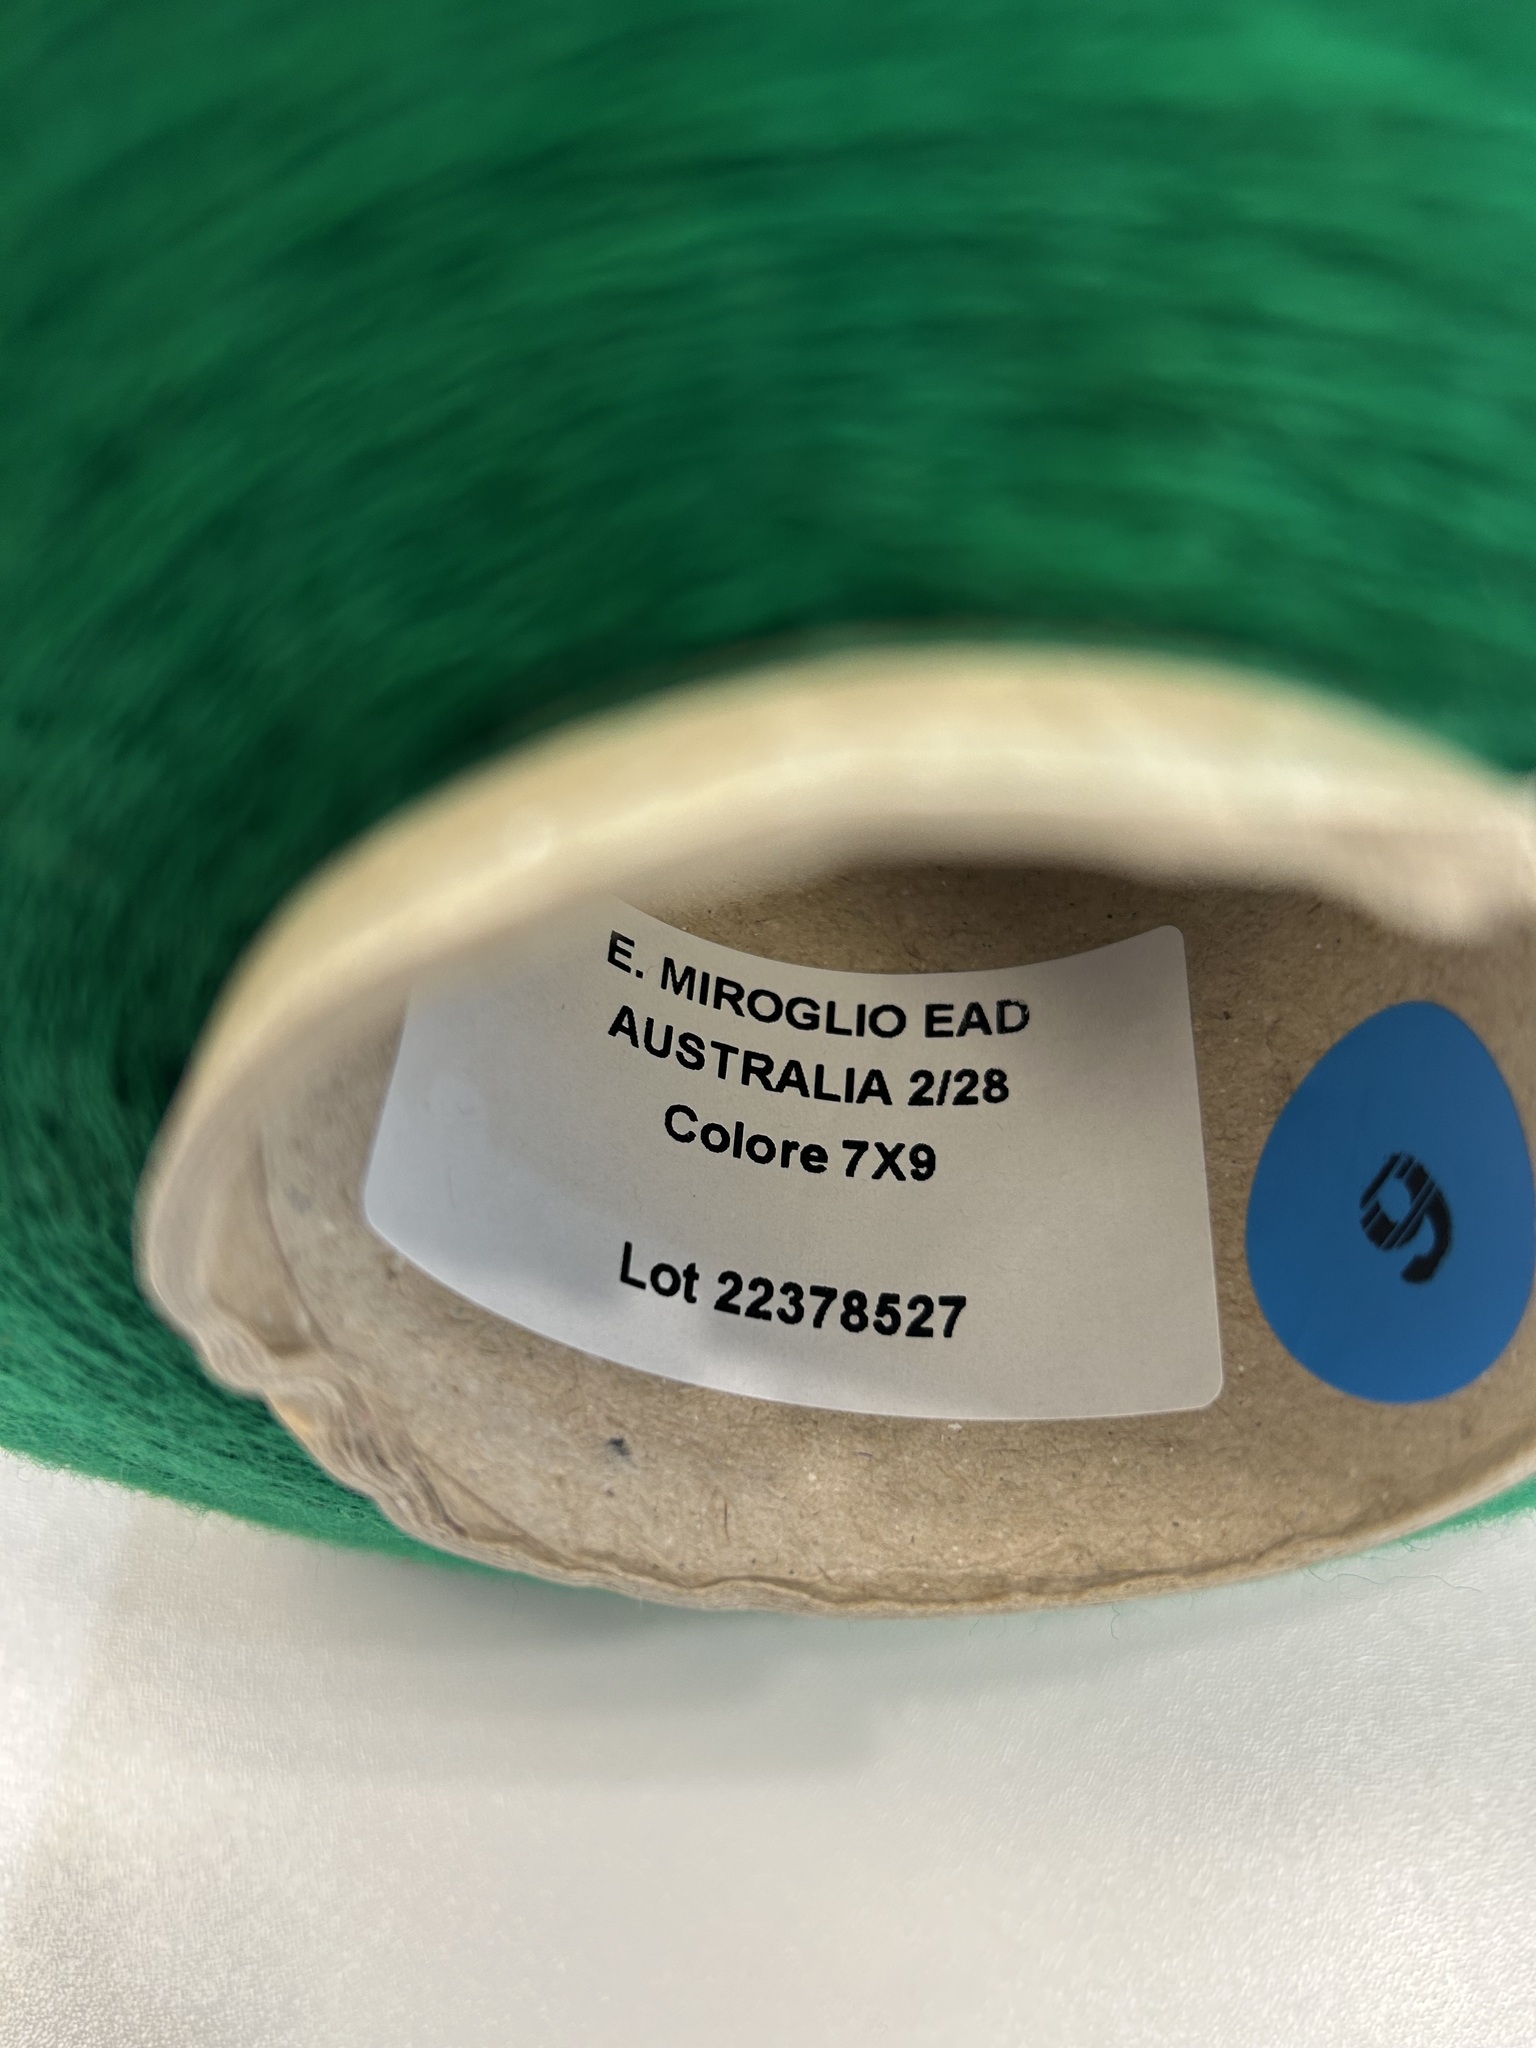 E. MIROGLIO EAD
AUSTRALIA 2/28
Colore 7X9
Lot 22378527